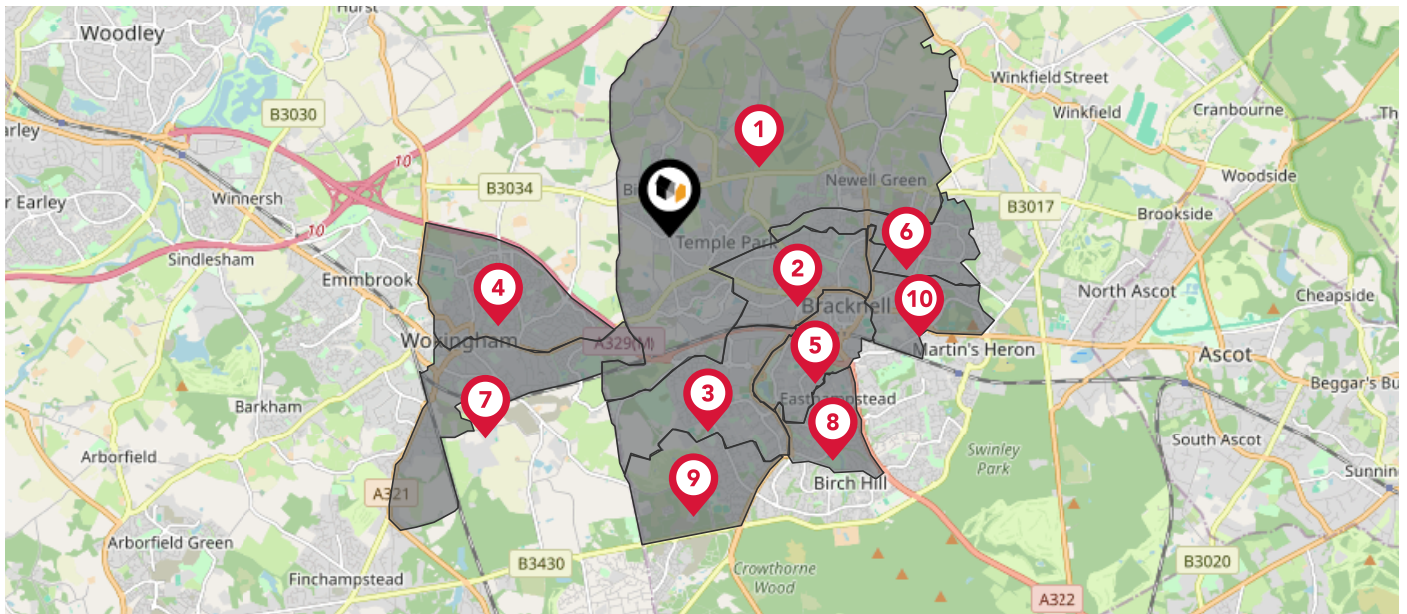 Hurst
Woodley
Winkfield Street
B3030
Winkfield
Cranbourne
10
B3034
Newell Green
Woodside
Winnersh
r Earley
B3017
Brookside
10
Temple Park
Sindlesham
Emmbrook
1
6
2
4
10
5
7
3
8
9
North Ascot
Cheapside
Bracknell
Wokingham
A329(M)
Martin's Heron
Ascot
Barkham
Easthampstead
Beggar's Bu
South Ascot
Arborfield
Swinley
Park
Birch Hill
Sunnin
A321
Arborfield Green
B3430
Finchampstead
Crowthorne
Wood
B3020
A322